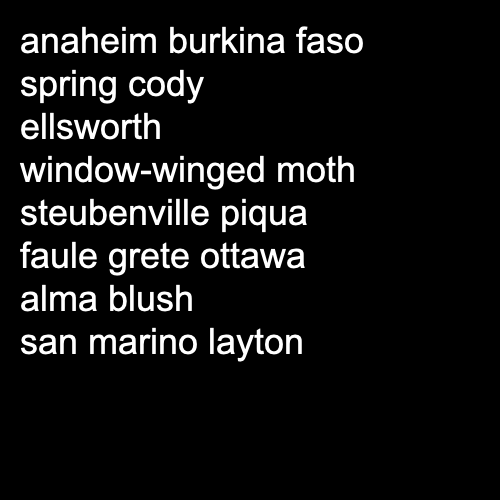 anaheim burkina faso
spring cody
ellsworth
window-winged moth
steubenville piqua
faule grete ottawa
alma blush
san marino layton